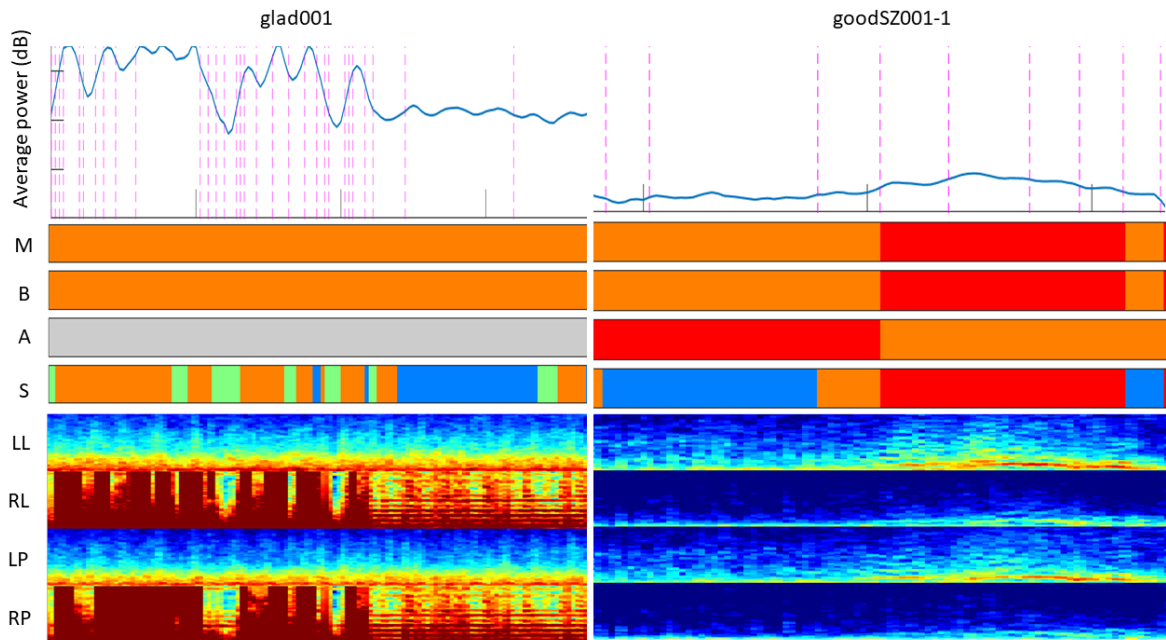 glad001
goodSZ001-1
Average power (dB)
M
B
A
S
LL
RL
LP
RP